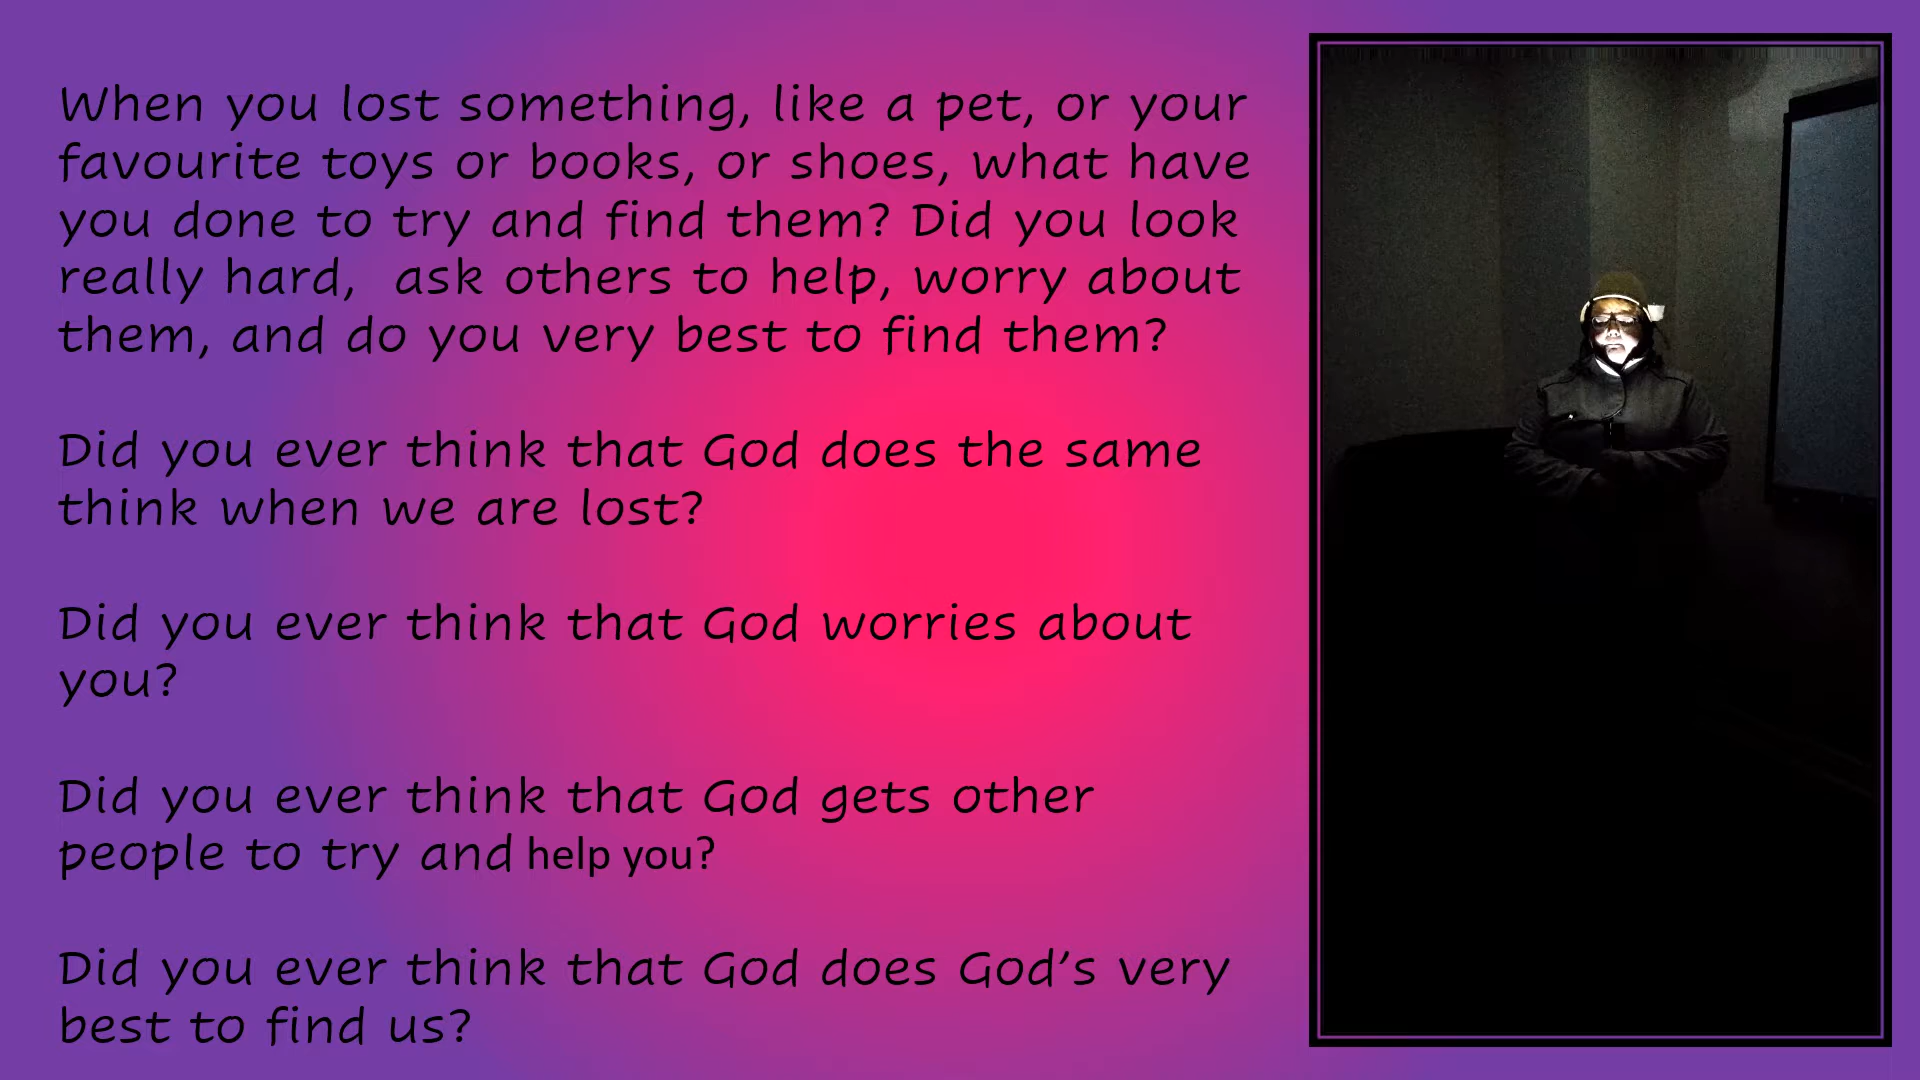 When you lost something, like a pet, or your
favourite toys or books, or shoes, what have
you done to try and find them? Did you look
really hard,  ask others to help, worry about
them, and do you very best to find them?
Did you ever think that God does the same
think when we are lost?
Did you ever think that God worries about
you?
Did you ever think that God gets other
people to try and help you?
Did you ever think that God does God’s very
best to find us?